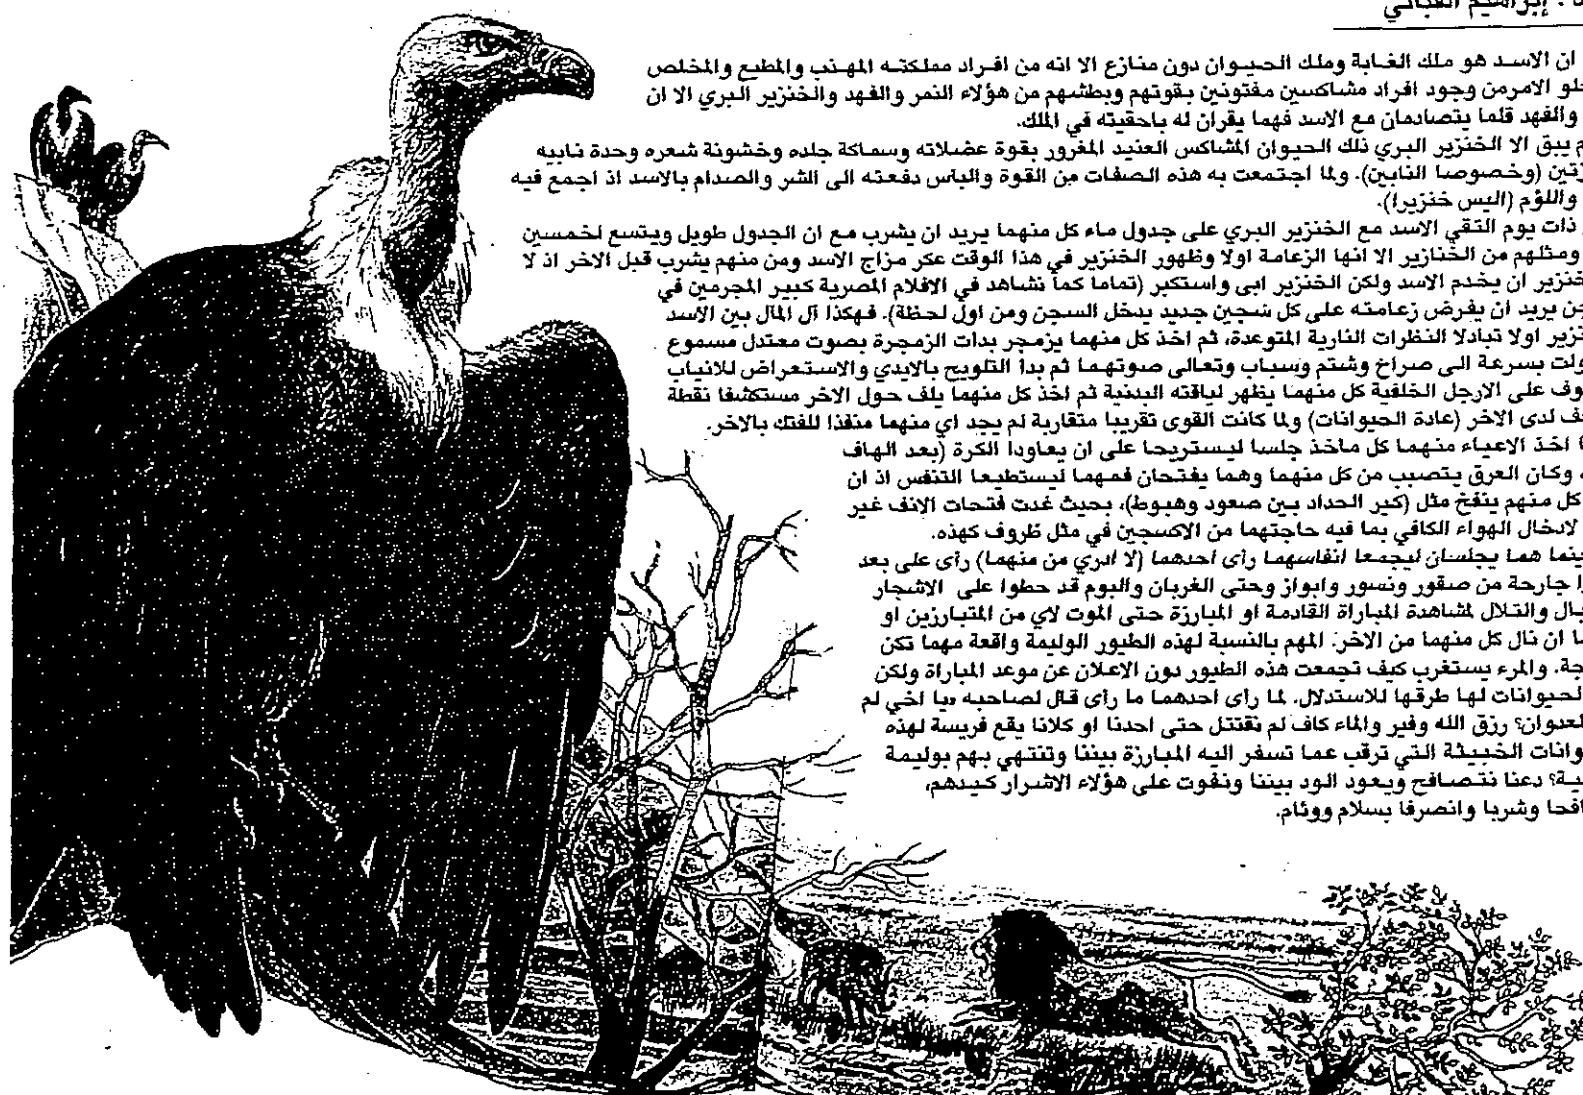 إبراهيم العباني
ان الاسد هو ملك الغابة وملك الحيوان دون منازع الا انه من افراد مملكته المهذب والمطيع والمخلص
الامرمن وجود افراد مشاكسين مفتونين بقوتهم وبطشهم من هؤلاء النمر والفهد والخنزير البري الا ان
والفهد قلما يتصادمان مع الاسد فهما يقران له باحقيته في الملك.
يبق الا الخنزير البري ذلك الحيوان المشاكس العنيد المغرور بقوة عضلاته وسماكة جلده وخشونة شعره وحدة نابيه
(وخصوصا النابين). ولما اجتمعت به هذه الصفات من القوة والباس دفعته الى الشر والصدام بالاسد اذ اجمع فيه
واللؤم (اليس خنزيرا).
ذات يوم التقي الاسد مع الخنزير البري على جدول ماء كل منهما يريد ان يشرب مع ان الجدول طويل ويتسع لخمسين
ومثلهم من الخنازير الا انها الزعامة اولا وظهور الخنزير في هذا الوقت عكر مزاج الاسد ومن منهم يشرب قبل الاخر اذ لا
خنزير ان يخدم الاسد ولكن الخنزير ابى واستكبر (تماما كما نشاهد في الافلام المصرية كبير المجرمين في
جن يريد ان يفرض زعامته على كل سجين جديد يدخل السجن ومن اول لحظة). فهكذا آل المآل بين الاسد
نزير اولا تبادلا النظرات النارية المتوعدة، ثم اخذ كل منهما يزمجر بدات الزمجرة بصوت معتدل مسموع
ولت بسرعة الى صراخ وشتم وسباب وتعالى صوتهما ثم بدا التلويح بالايدي والاستعراض للانياب
وف على الارجل الخلفية كل منهما يظهر لياقته البدنية ثم اخذ كل منهما يلف حول الاخر مستكشفا نقطة
ف لدى الاخر (عادة الحيوانات) ولما كانت القوى تقريبا متقاربة لم يجد اي منهما منفذا للفتك بالاخر.
اخذ الاعياء منهما كل ماخذ جلسا ليستريحا على ان يعاودا الكرة (بعد الهاف
وكان العرق يتصبب من كل منهما وهما يفتحان فمهما ليستطيعا التنفس اذ ان
كل منهم ينفخ مثل (كير الحداد بين صعود وهبوط)، بحيث غدت فتحات الانف غير
لادخال الهواء الكافي بما فيه حاجتهما من الاكسجين في مثل ظروف كهذه.
ينما هما يجلسان ليجمعا انفاسهما رأى احدهما (لا ادري من منهما) رأى على بعد
جارحة من صقور ونسور وابواز وحتى الغربان والبوم قد حطوا على الاشجار
بال والتلال لمشاهدة المباراة القادمة او المبارزة حتى الموت لاي من المتبارزين او
ان نال كل منهما من الاخر. المهم بالنسبة لهذه الطيور الوليمة واقعة مهما تكن
جة. والمرء يستغرب كيف تجمعت هذه الطيور دون الاعلان عن موعد المباراة ولكن
لحيوانات لها طرقها للاستدلال. لما رأى احدهما ما رأى قال لصاحبه «يا اخي لم
لعدوان؟ رزق الله وفير والماء كاف لم نقتتل حتى احدنا او كلانا يقع فريسة لهذه
وانات الخبيثة التي ترقب عما تسفر اليه المبارزة بيننا وتنتهي بهم بوليمة
ية؟ دعنا نتصافح ويعود الود بيننا ونفوت على هؤلاء الاشرار كيدهم،
افحا وشربا وانصرفا بسلام ووئام.